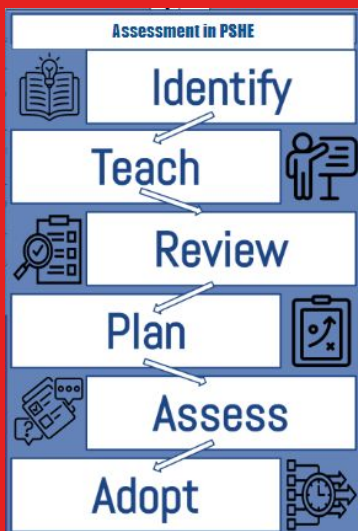 Assessment in PSHE
Identify
Teach
Review
Plan
Assess
Adopt